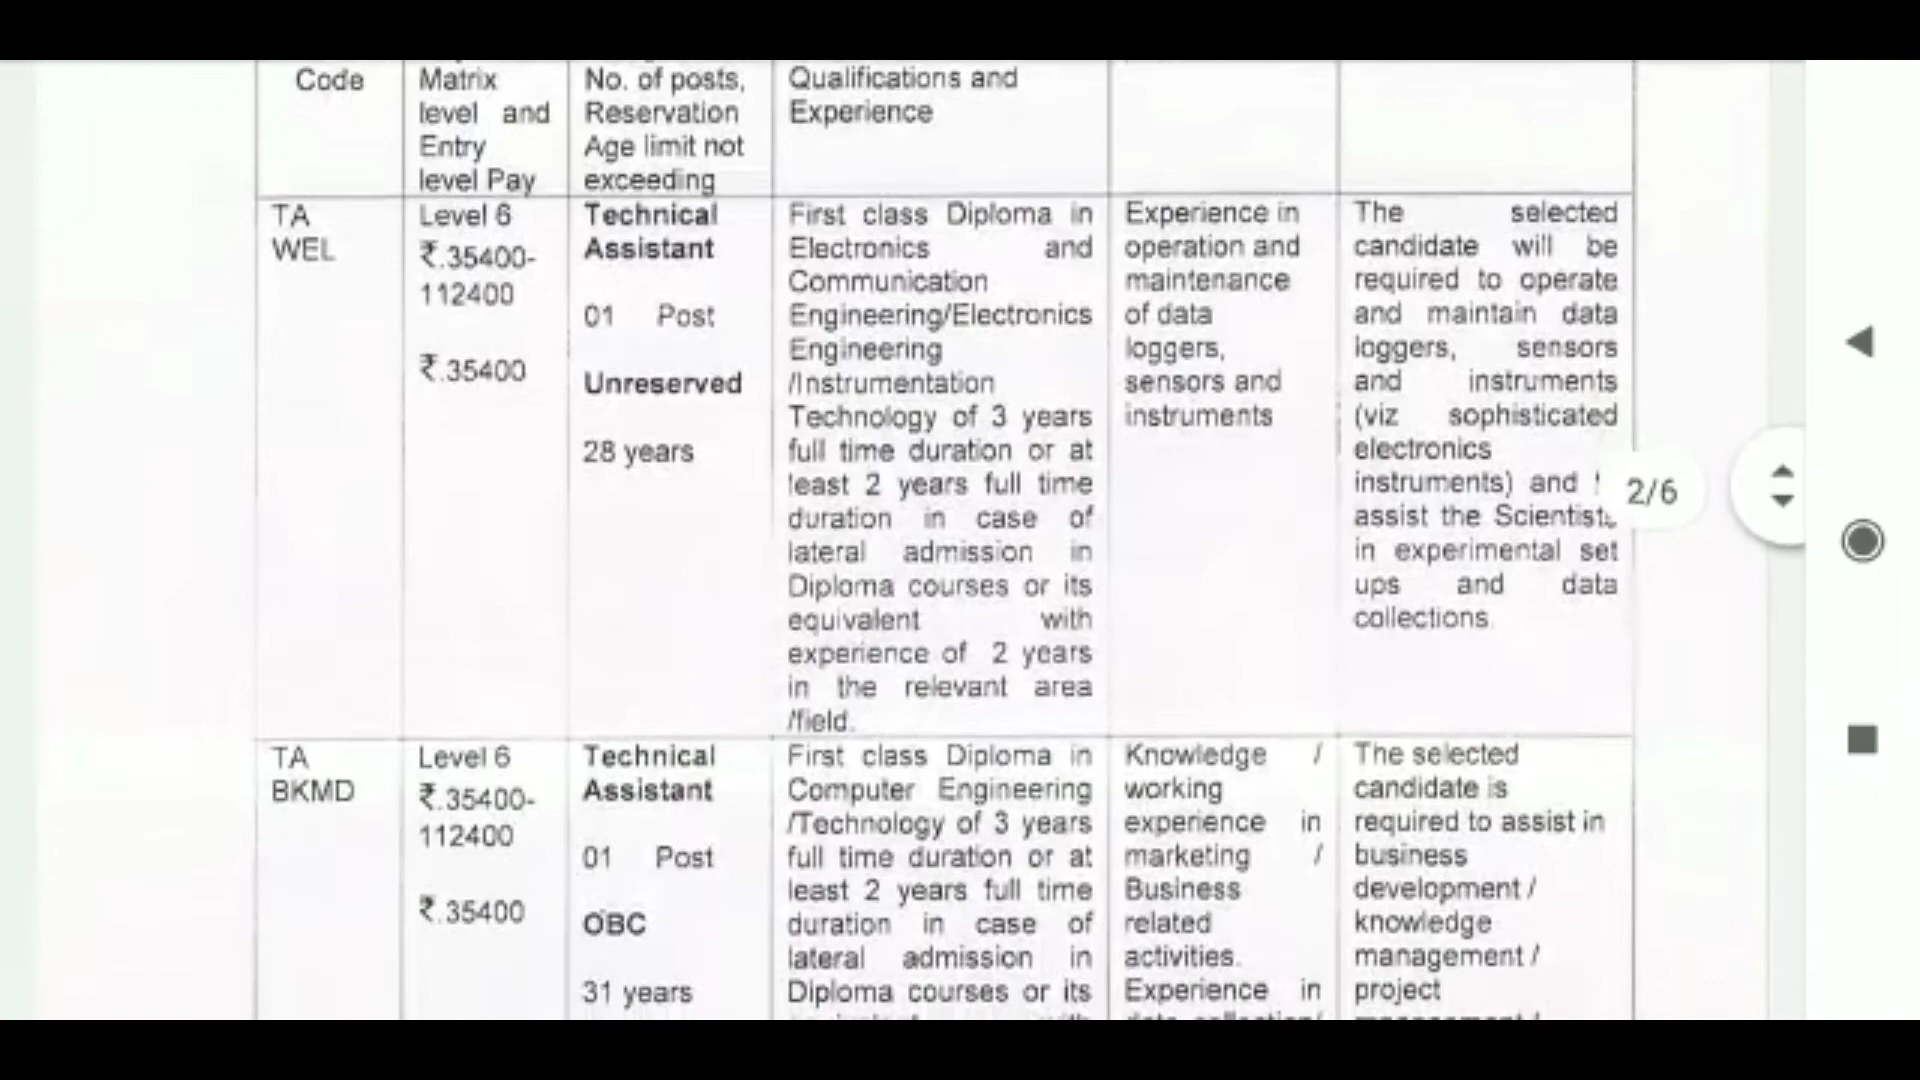 Code
Matrix
level and
Entry
level Pay
No. of posts,
Reservation
Age limit not
exceeding
Qualifications and
Experience
TA
WEL
Level 6
₹.35400-
112400
₹.35400
Technical
Assistant
01 Post
Unreserved
28 years
First class Diploma in
Electronics and
Communication
Engineering/Electronics
Engineering
/Instrumentation
Technology of 3 years
full time duration or at
least 2 years full time
duration in case of
lateral admission in
Diploma courses or its
equivalent with
experience of 2 years
in the relevant area
/field.
Experience in
operation and
maintenance
of data
loggers,
sensors and
instruments
The selected
candidate will be
required to operate
and maintain data
loggers, sensors
and instruments
(viz sophisticated
electronics
instruments) and
assist the Scientists
in experimental set
ups and data
collections.
2/6
TA
BKMD
Level 6
₹.35400-
112400
₹.35400
Technical
Assistant
01 Post
OBC
31 years
First class Diploma in
Computer Engineering
/Technology of 3 years
full time duration or at
least 2 years full time
duration in case of
lateral admission in
Diploma courses or its
Knowledge /
working
experience in
marketing /
Business
related
activities.
Experience in
The selected
candidate is
required to assist in
business
development /
knowledge
management /
project